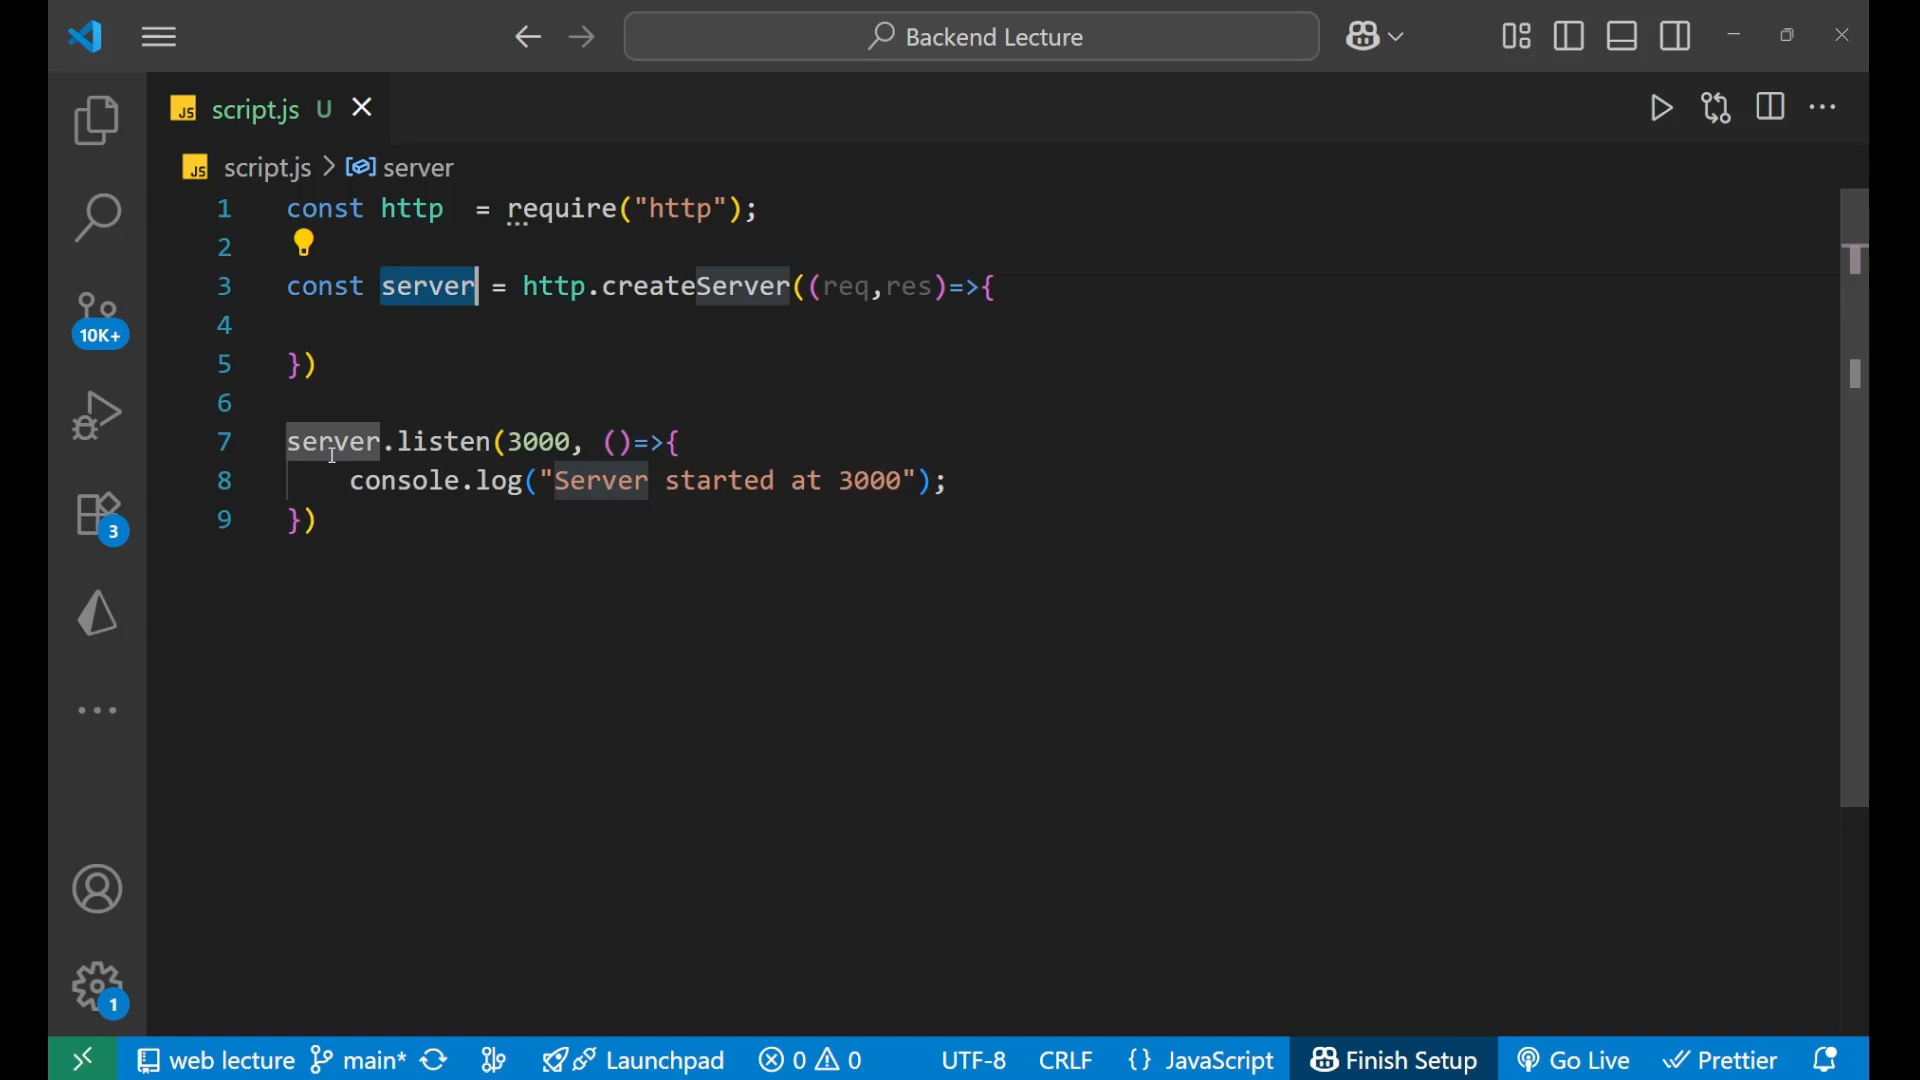 Backend Lecture
JS script.js U
JS script.js > server
1 const http  = require("http");
2
3 const server = http.createServer((req,res)=>{
4
5 })
6
7 server.listen(3000, ()=>{
8     console.log("Server started at 3000");
9 })
10K+
3
1
web lecture main* Launchpad 0 0 UTF-8 CRLF {} JavaScript Finish Setup Go Live Prettier